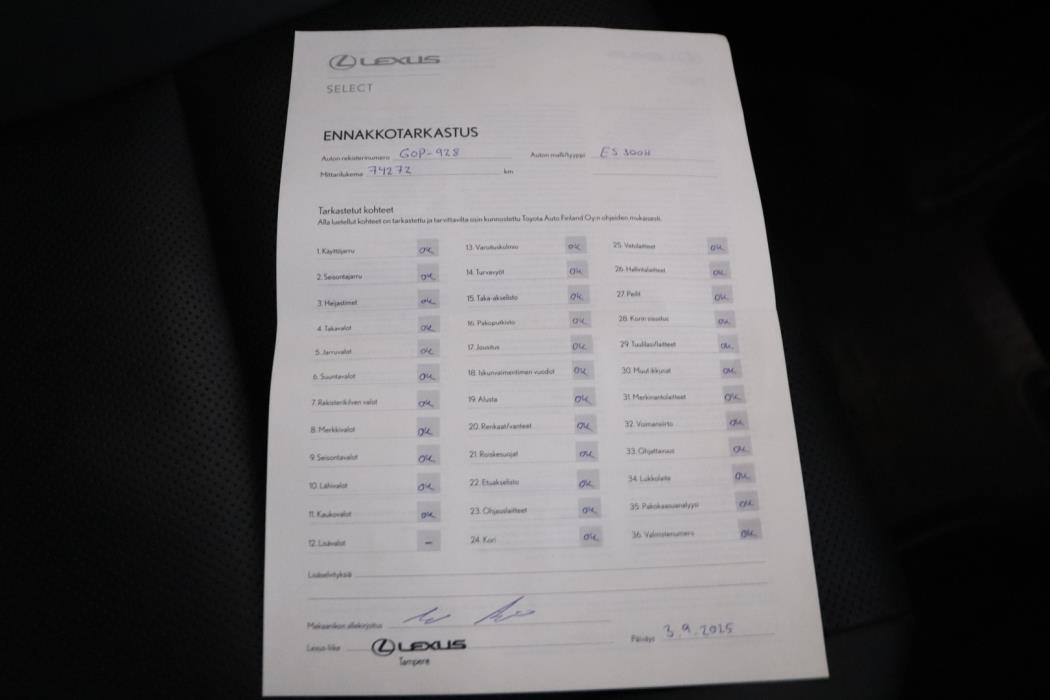 LEXUS
SELECT
ENNAKKOTARKASTUS
Auton rekisterinumero GOP-928 Auton malli/tyyppi ES 300H
Mittarilukema 74272 km
Tarkastetut kohteet
Alla luetellut kohteet on tarkastettu ja tarvittavilta osin kunnostettu Toyota Auto Finland Oy:n ohjeiden mukaisesti.
1. Käyttöjarru OK
2. Seisontajarru OK
3. Heijastimet OK
4. Takavalot OK
5. Jarruvalot OK
6. Suuntavalot OK
7. Rekisterikilven valot OK
8. Merkkivalot OK
9. Seisontavalot OK
10. Lähivalot OK
11. Kaukovalot OK
12. Lisävalot –
13. Varoituskolmio OK
14. Turvavyöt OK
15. Taka-akselisto OK
16. Pakoputkisto OK
17. Jousitus OK
18. Iskunvaimentimen vuodot OK
19. Alusta OK
20. Renkaat/vanteet OK
21. Roiskesuojat OK
22. Etuakselisto OK
23. Ohjauslaitteet OK
24. Kori OK
25. Vetolaitteet OK
26. Hallintalaitteet OK
27. Peilit OK
28. Korin sisustus OK
29. Tuulilasi/laitteet OK
30. Muut ikkunat OK
31. Merkinantolaitteet OK
32. Voimansiirto OK
33. Ohjattavuus OK
34. Lukkolaite OK
35. Pakokaasuanalyysi OK
36. Valmistenumero OK
Lisäselvityksiä
Mekaanikon allekirjoitus
Lexus-liike LEXUS Päiväys 3.9.2025
Tampere